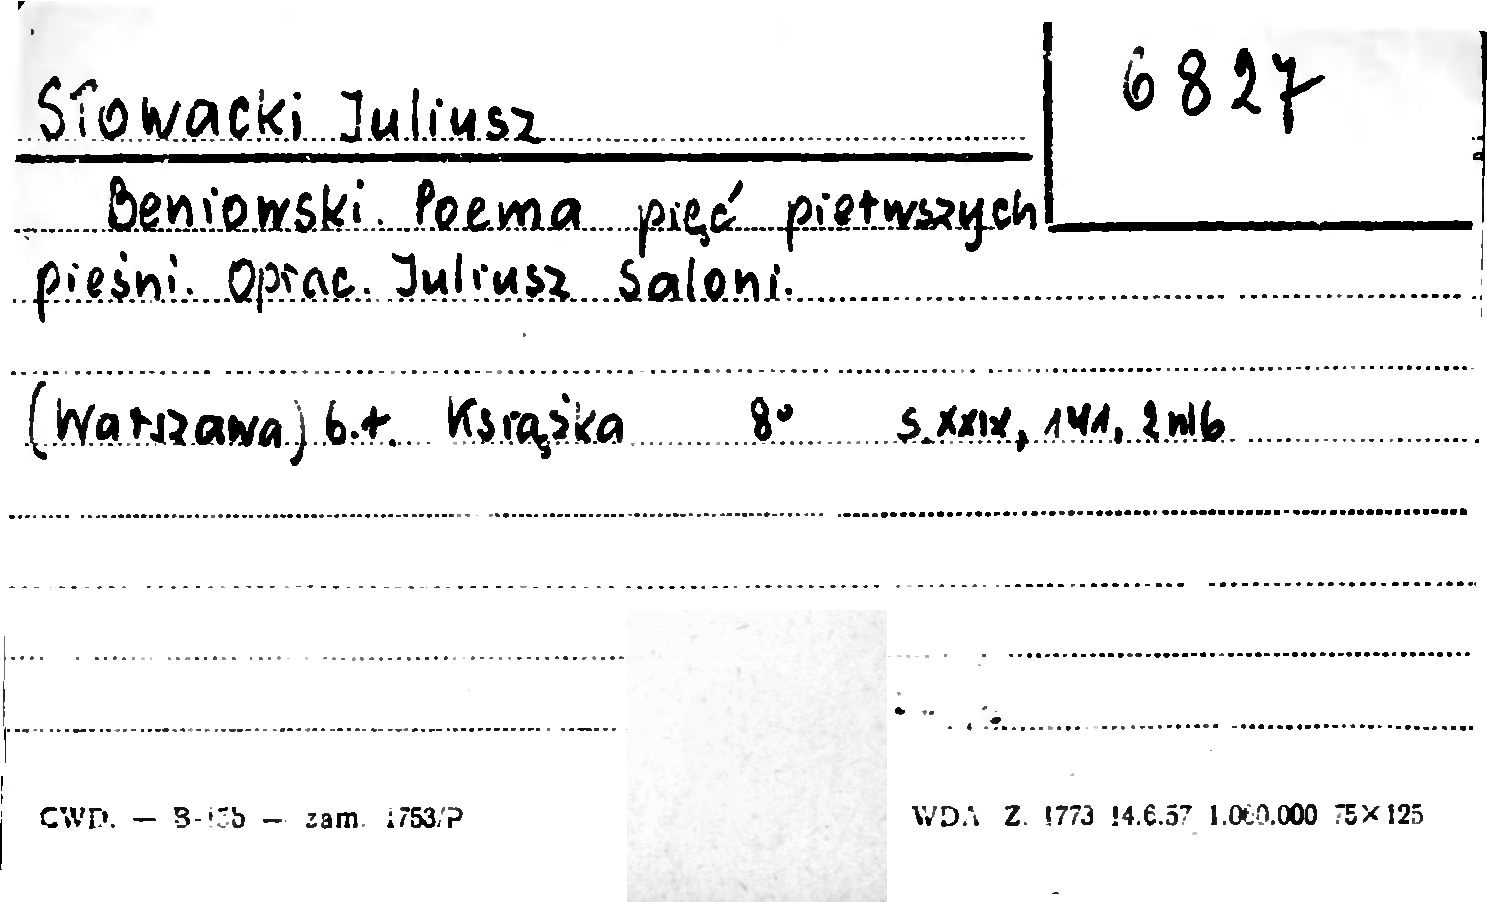 Słowacki Juliusz
6827
Beniowski. Poema pięć pierwszych
pieśni. Oprac. Juliusz Saloni.
(Warszawa) b.r. Książka 8° s. XXIX, 141, 2 nlb
CWD. — B-15b — zam. 1753/P
WDA Z. 1773 14.6.57 1.000.000 75×125